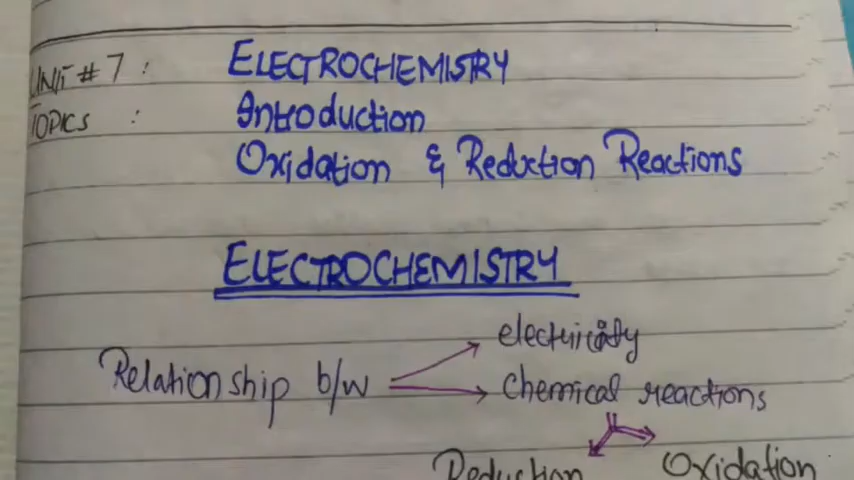 UNIT # 7 : ELECTROCHEMISTRY
TOPICS : Introduction
Oxidation & Reduction Reactions
ELECTROCHEMISTRY
Relationship b/w electricity
chemical reactions
Reduction Oxidation